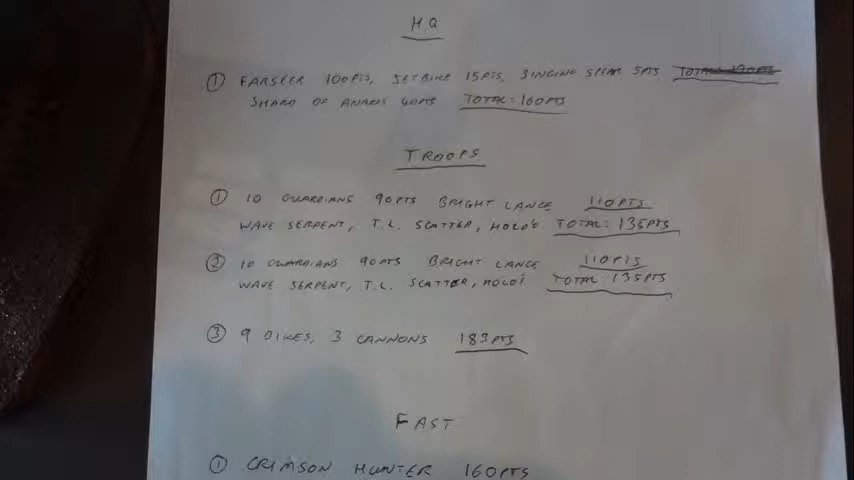 HQ
① FARSEER 100PTS, JETBIKE 15PTS, SINGING SPEAR 5PTS
SHARD OF ANARIS 40PTS TOTAL: 160PTS
TROOPS
① 10 GUARDIANS 90PTS BRIGHT LANCE 110PTS
WAVE SERPENT, T.L. SCATTER, HOLO'S TOTAL: 135PTS
② 10 GUARDIANS 90PTS BRIGHT LANCE 110PTS
WAVE SERPENT, T.L. SCATTER, HOLO'S TOTAL 135PTS
③ 9 BIKES, 3 CANNONS 183PTS
FAST
① CRIMSON HUNTER 160PTS